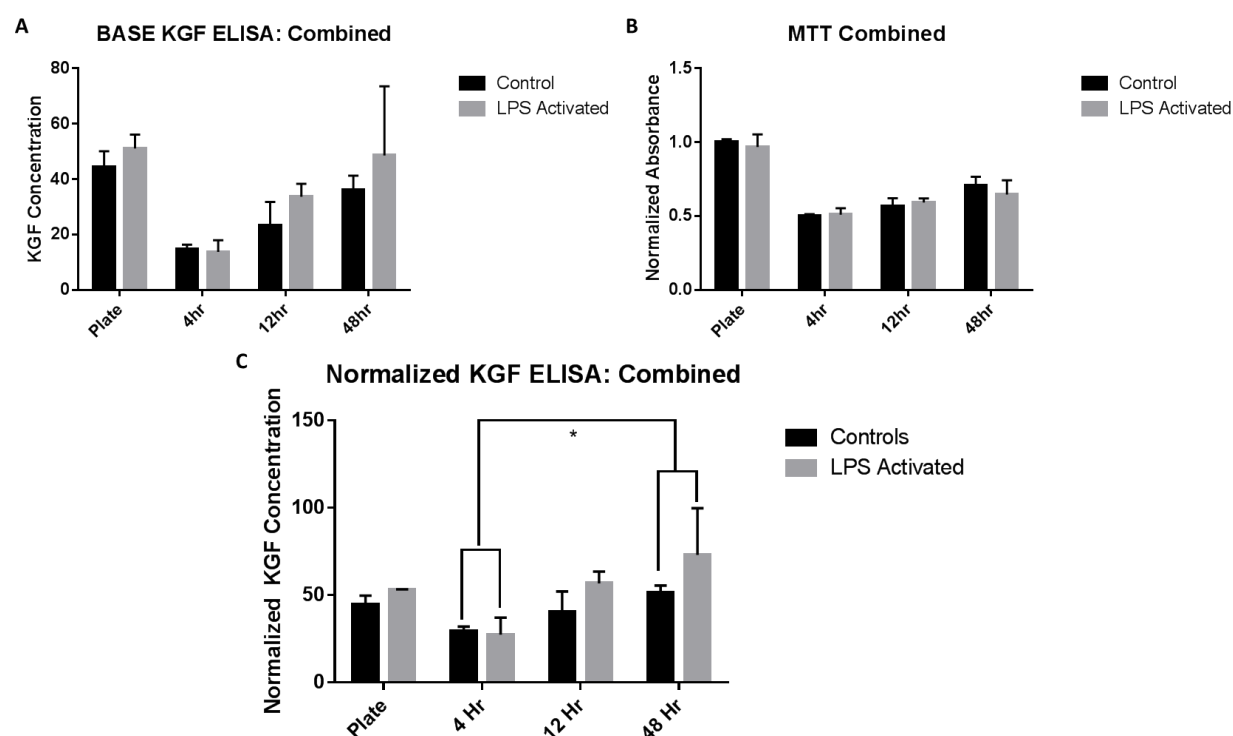 A
BASE KGF ELISA: Combined
KGF Concentration
80
60
40
20
0
Plate
4hr
12hr
48hr
Control
LPS Activated
B
MTT Combined
Normalized Absorbance
1.5
1.0
0.5
0.0
Plate
4hr
12hr
48hr
Control
LPS Activated
C
Normalized KGF ELISA: Combined
Normalized KGF Concentration
150
100
50
0
*
Plate
4 Hr
12 Hr
48 Hr
Controls
LPS Activated